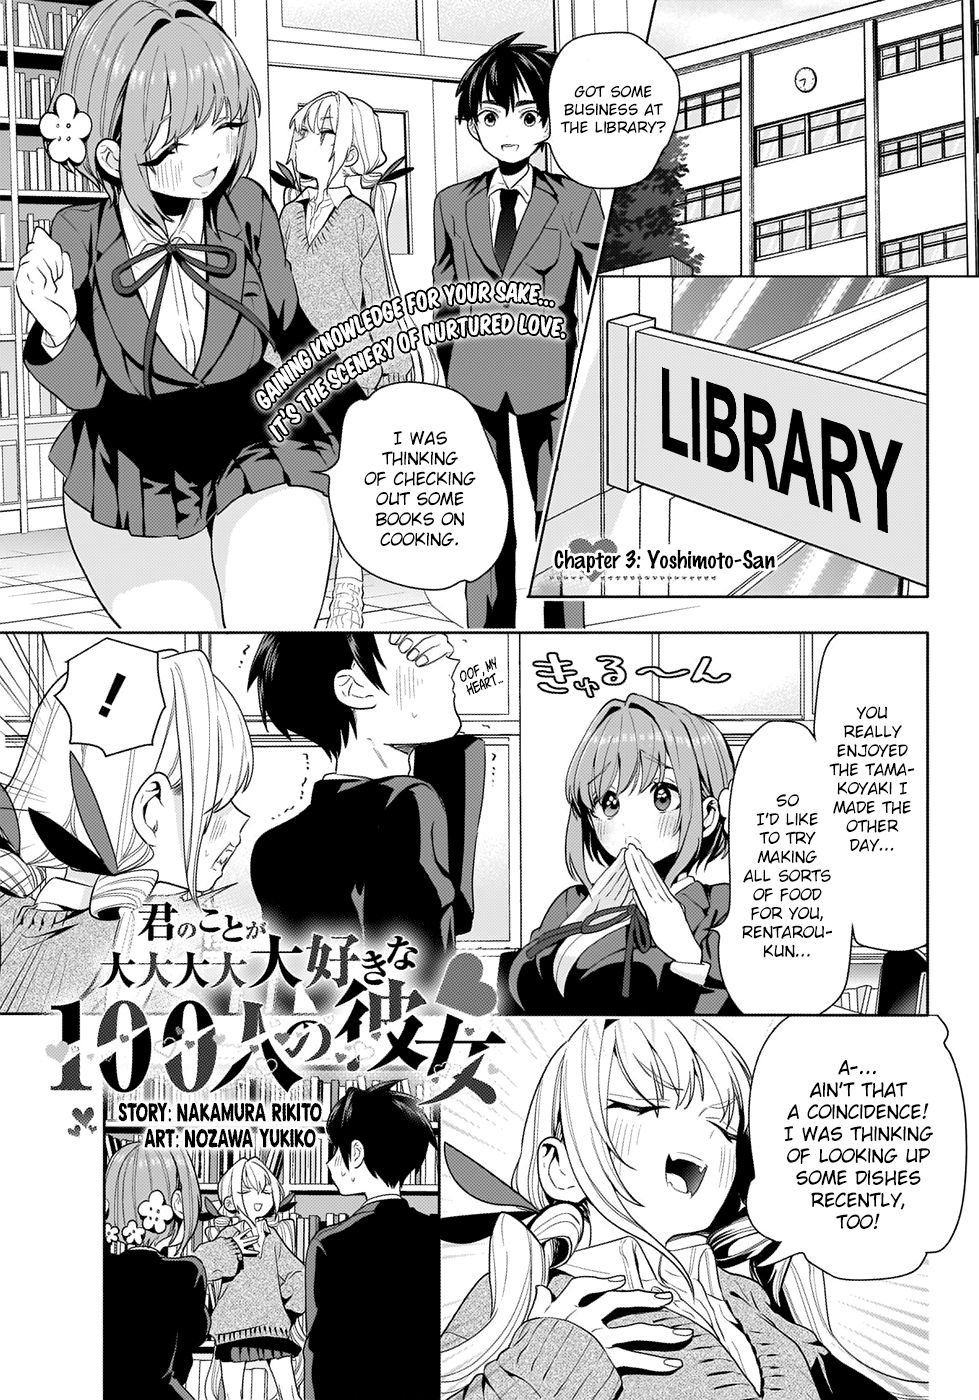 GOT SOME
BUSINESS AT
THE LIBRARY?
LIBRARY
Chapter 3: Yoshimoto-San
GAINING KNOWLEDGE FOR YOUR SAKE...
IT'S THE SCENERY OF NURTURED LOVE.
I WAS
THINKING
OF CHECKING
OUT SOME
BOOKS ON
COOKING.
YOU
REALLY
ENJOYED
THE TAMA-
KOYAKI I
MADE THE
OTHER
DAY...
SO
I'D LIKE
TO TRY
MAKING
ALL SORTS
OF FOOD
FOR YOU,
RENTAROU-
KUN...
きゅる〜ん
OOF, MY
HEART..
!
君のことが
大大大大大好きな
100人の彼女
STORY: NAKAMURA RIKITO
ART: NOZAWA YUKIKO
A-...
AIN'T THAT
A COINCIDENCE!
I WAS THINKING
OF LOOKING UP
SOME DISHES
RECENTLY,
TOO!